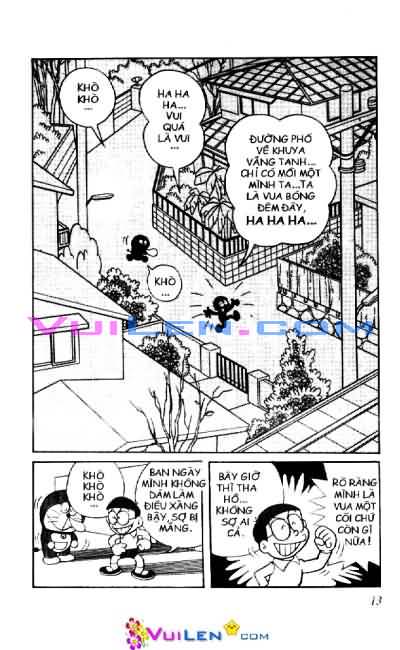 KHÒ
KHÒ
...
HA HA
HA...
VUI
QUÁ
LÀ VUI
...
ĐƯỜNG PHỐ
VỀ KHUYA
VẮNG TANH...
CHỈ CÓ MỖI MỘT
MÌNH TA...TA
LÀ VUA BÓNG
ĐÊM ĐÂY,
HA HA HA...
KHÒ
...
VUILEN.COM
KHÒ
KHÒ
KHÒ
...
BAN NGÀY
MÌNH KHÔNG
DÁM LÀM
ĐIỀU XẰNG
BẬY, SỢ BỊ
MẮNG.
BÂY GIỜ
THÌ THA
HỒ...
KHÔNG
SỢ AI
CẢ.
RÕ RÀNG
MÌNH LÀ
VUA MỘT
CÕI CHỨ
CÒN GÌ
NỮA!
13
VUILEN.COM